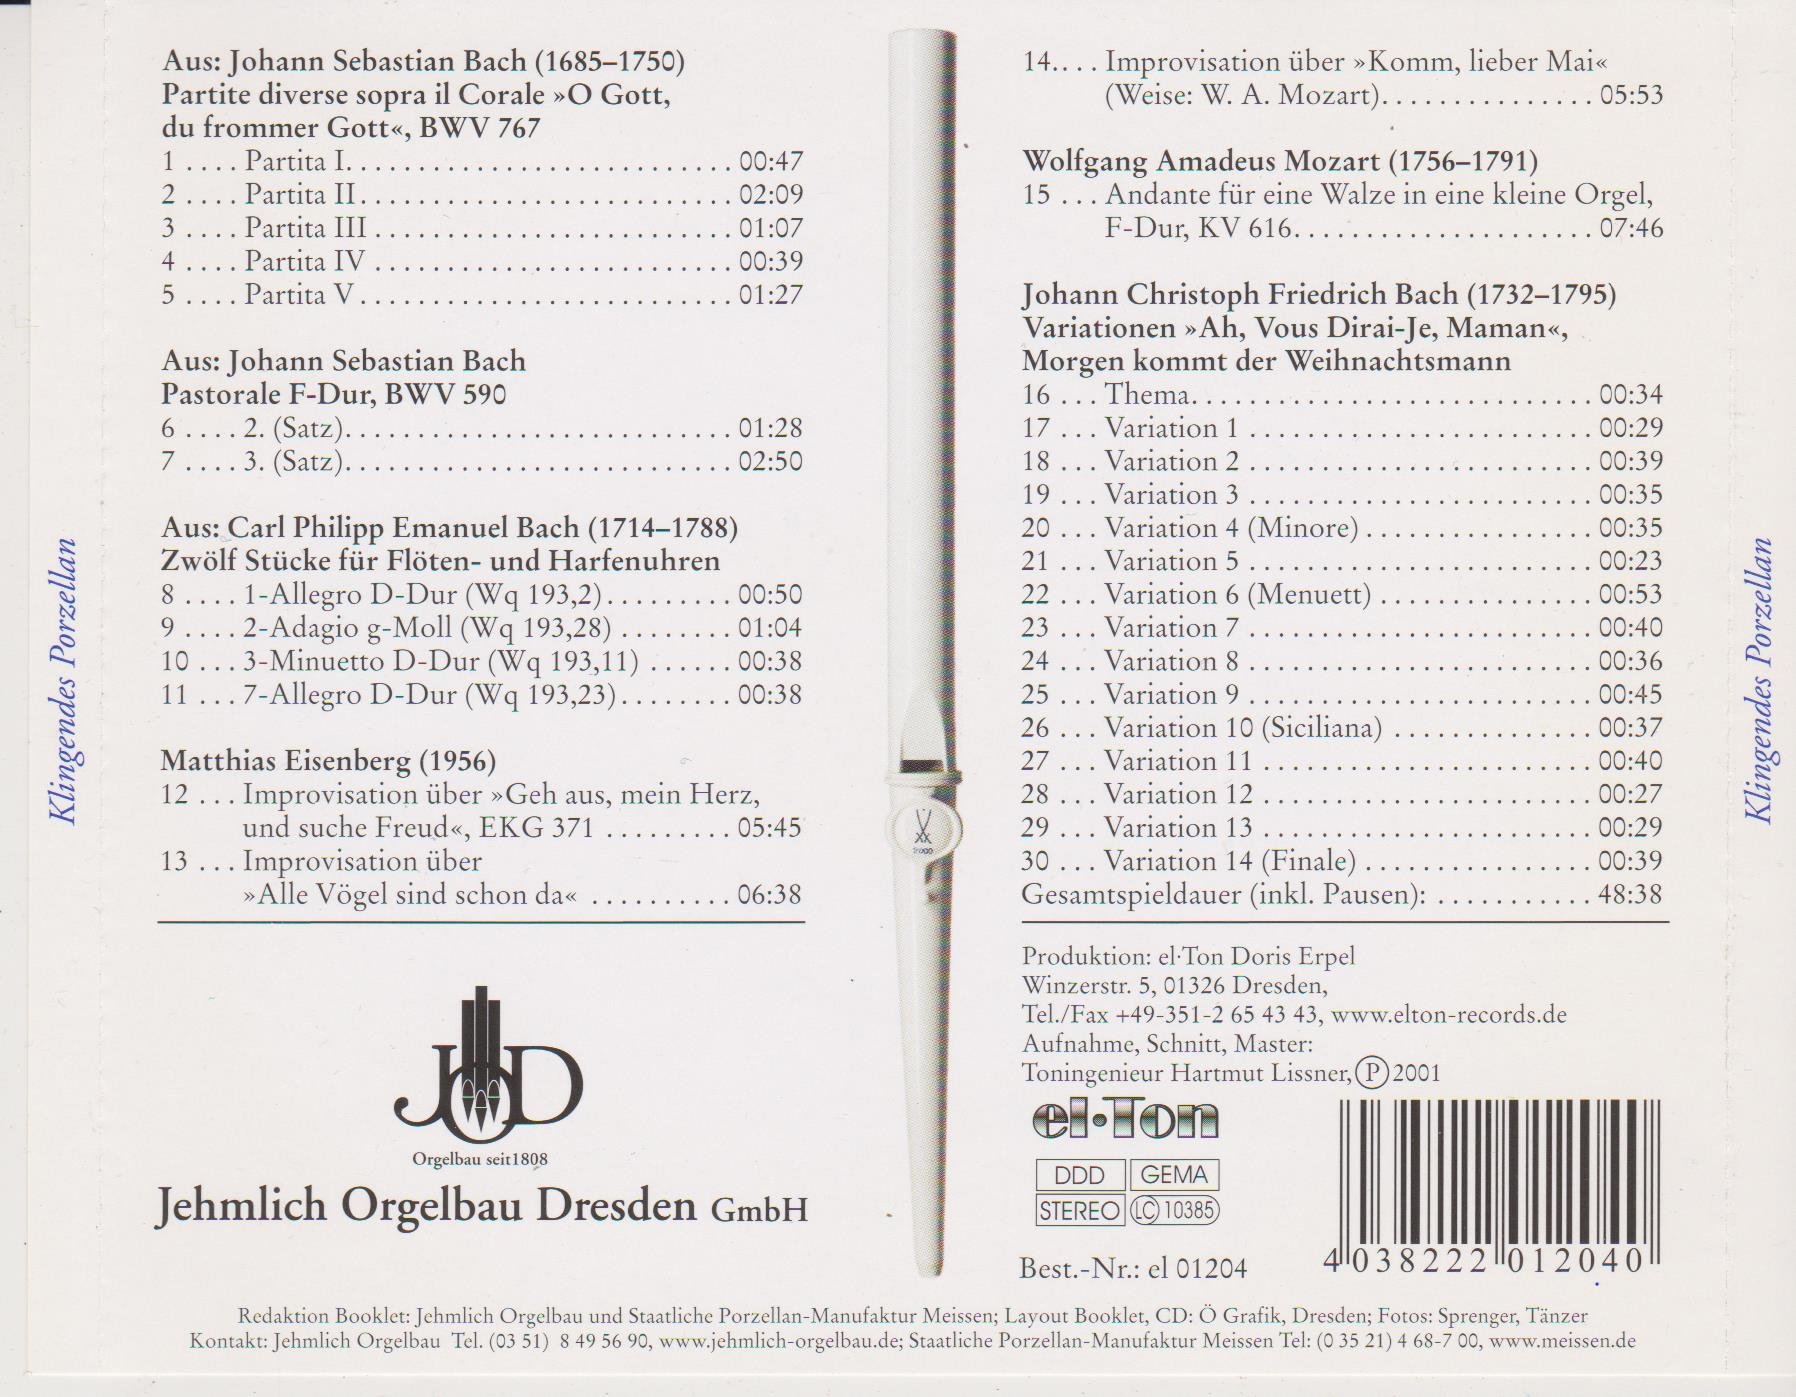 Klingendes Porzellan
Aus: Johann Sebastian Bach (1685–1750)
Partite diverse sopra il Corale »O Gott,
du frommer Gott«, BWV 767
1 .... Partita I. 00:47
2 .... Partita II 02:09
3 .... Partita III 01:07
4 .... Partita IV 00:39
5 .... Partita V 01:27
Aus: Johann Sebastian Bach
Pastorale F-Dur, BWV 590
6 .... 2. (Satz) 01:28
7 .... 3. (Satz) 02:50
Aus: Carl Philipp Emanuel Bach (1714–1788)
Zwölf Stücke für Flöten- und Harfenuhren
8 .... 1-Allegro D-Dur (Wq 193,2) 00:50
9 .... 2-Adagio g-Moll (Wq 193,28) 01:04
10 ... 3-Minuetto D-Dur (Wq 193,11) 00:38
11 ... 7-Allegro D-Dur (Wq 193,23) 00:38
Matthias Eisenberg (1956)
12 ... Improvisation über »Geh aus, mein Herz,
und suche Freud«, EKG 371 05:45
13 ... Improvisation über
»Alle Vögel sind schon da« 06:38
JOD
Orgelbau seit1808
Jehmlich Orgelbau Dresden GmbH
14.... Improvisation über »Komm, lieber Mai«
(Weise: W. A. Mozart) 05:53
Wolfgang Amadeus Mozart (1756–1791)
15 ... Andante für eine Walze in eine kleine Orgel,
F-Dur, KV 616 07:46
Johann Christoph Friedrich Bach (1732–1795)
Variationen »Ah, Vous Dirai-Je, Maman«,
Morgen kommt der Weihnachtsmann
16 ... Thema 00:34
17 ... Variation 1 00:29
18 ... Variation 2 00:39
19 ... Variation 3 00:35
20 ... Variation 4 (Minore) 00:35
21 ... Variation 5 00:23
22 ... Variation 6 (Menuett) 00:53
23 ... Variation 7 00:40
24 ... Variation 8 00:36
25 ... Variation 9 00:45
26 ... Variation 10 (Siciliana) 00:37
27 ... Variation 11 00:40
28 ... Variation 12 00:27
29 ... Variation 13 00:29
30 ... Variation 14 (Finale) 00:39
Gesamtspieldauer (inkl. Pausen): 48:38
Produktion: el·Ton Doris Erpel
Winzerstr. 5, 01326 Dresden,
Tel./Fax +49-351-2 65 43 43, www.elton-records.de
Aufnahme, Schnitt, Master:
Toningenieur Hartmut Lissner, Ⓟ 2001
el·Ton
DDD GEMA
STEREO LC 10385
Best.-Nr.: el 01204
4 038222 012040
Redaktion Booklet: Jehmlich Orgelbau und Staatliche Porzellan-Manufaktur Meissen; Layout Booklet, CD: Ö Grafik, Dresden; Fotos: Sprenger, Tänzer
Kontakt: Jehmlich Orgelbau Tel. (03 51) 8 49 56 90, www.jehmlich-orgelbau.de; Staatliche Porzellan-Manufaktur Meissen Tel: (0 35 21) 4 68-7 00, www.meissen.de
Klingendes Porzellan